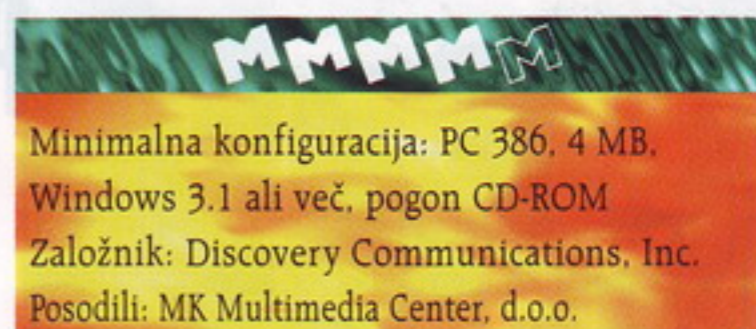 MMMMM
Minimalna konfiguracija: PC 386, 4 MB,
Windows 3.1 ali več, pogon CD-ROM
Založnik: Discovery Communications, Inc.
Posodili: MK Multimedia Center, d.o.o.